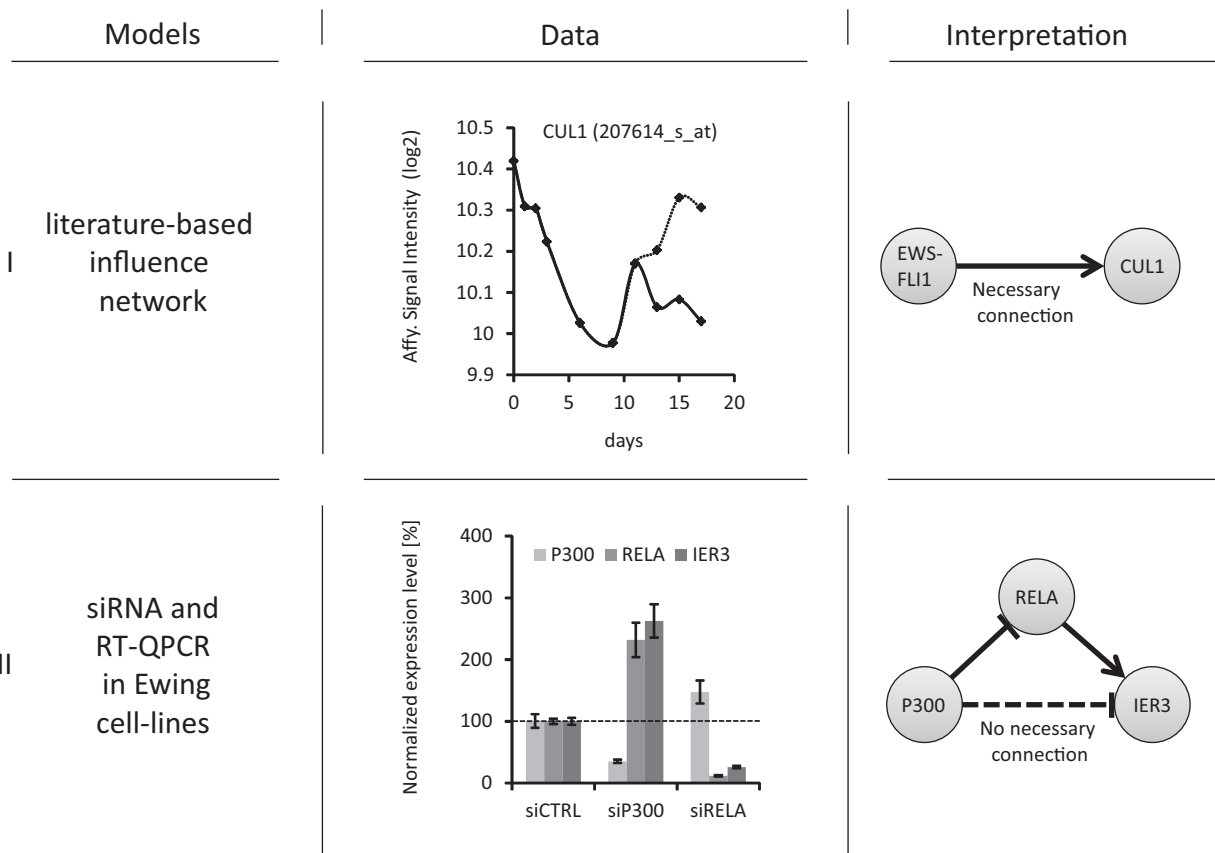 Models
Data
Interpretation
I
literature-based
influence
network
Affy. Signal Intensity (log2)
CUL1 (207614_s_at)
10.5
10.4
10.3
10.2
10.1
10
9.9
0
5
10
15
20
days
EWS-
FLI1
CUL1
Necessary
connection
II
siRNA and
RT-QPCR
in Ewing
cell-lines
Normalized expression level [%]
400
300
200
100
0
P300
RELA
IER3
siCTRL
siP300
siRELA
RELA
P300
IER3
No necessary
connection